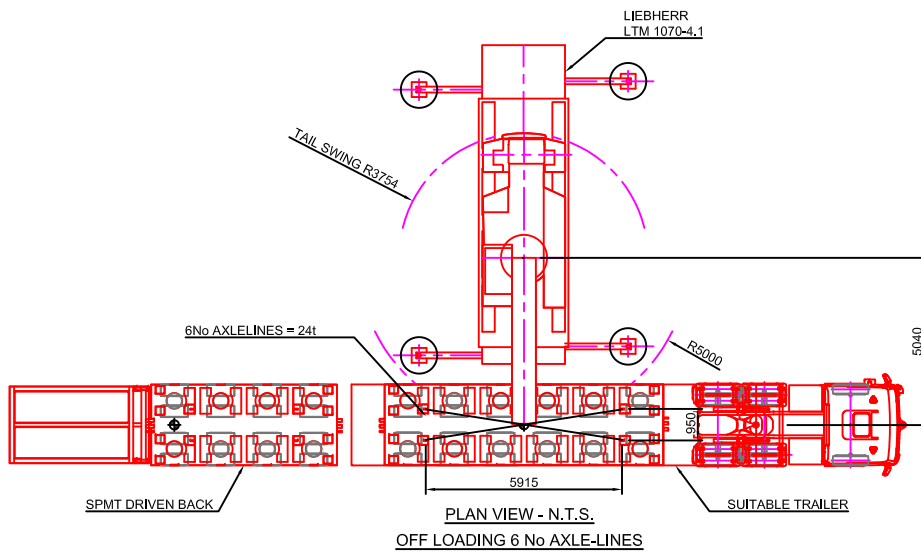 LIEBHERR
LTM 1070-4.1
TAIL SWING R3754
6No AXLELINES = 24t
R5000
5040
950
5915
SPMT DRIVEN BACK
SUITABLE TRAILER
PLAN VIEW - N.T.S.
OFF LOADING 6 No AXLE-LINES